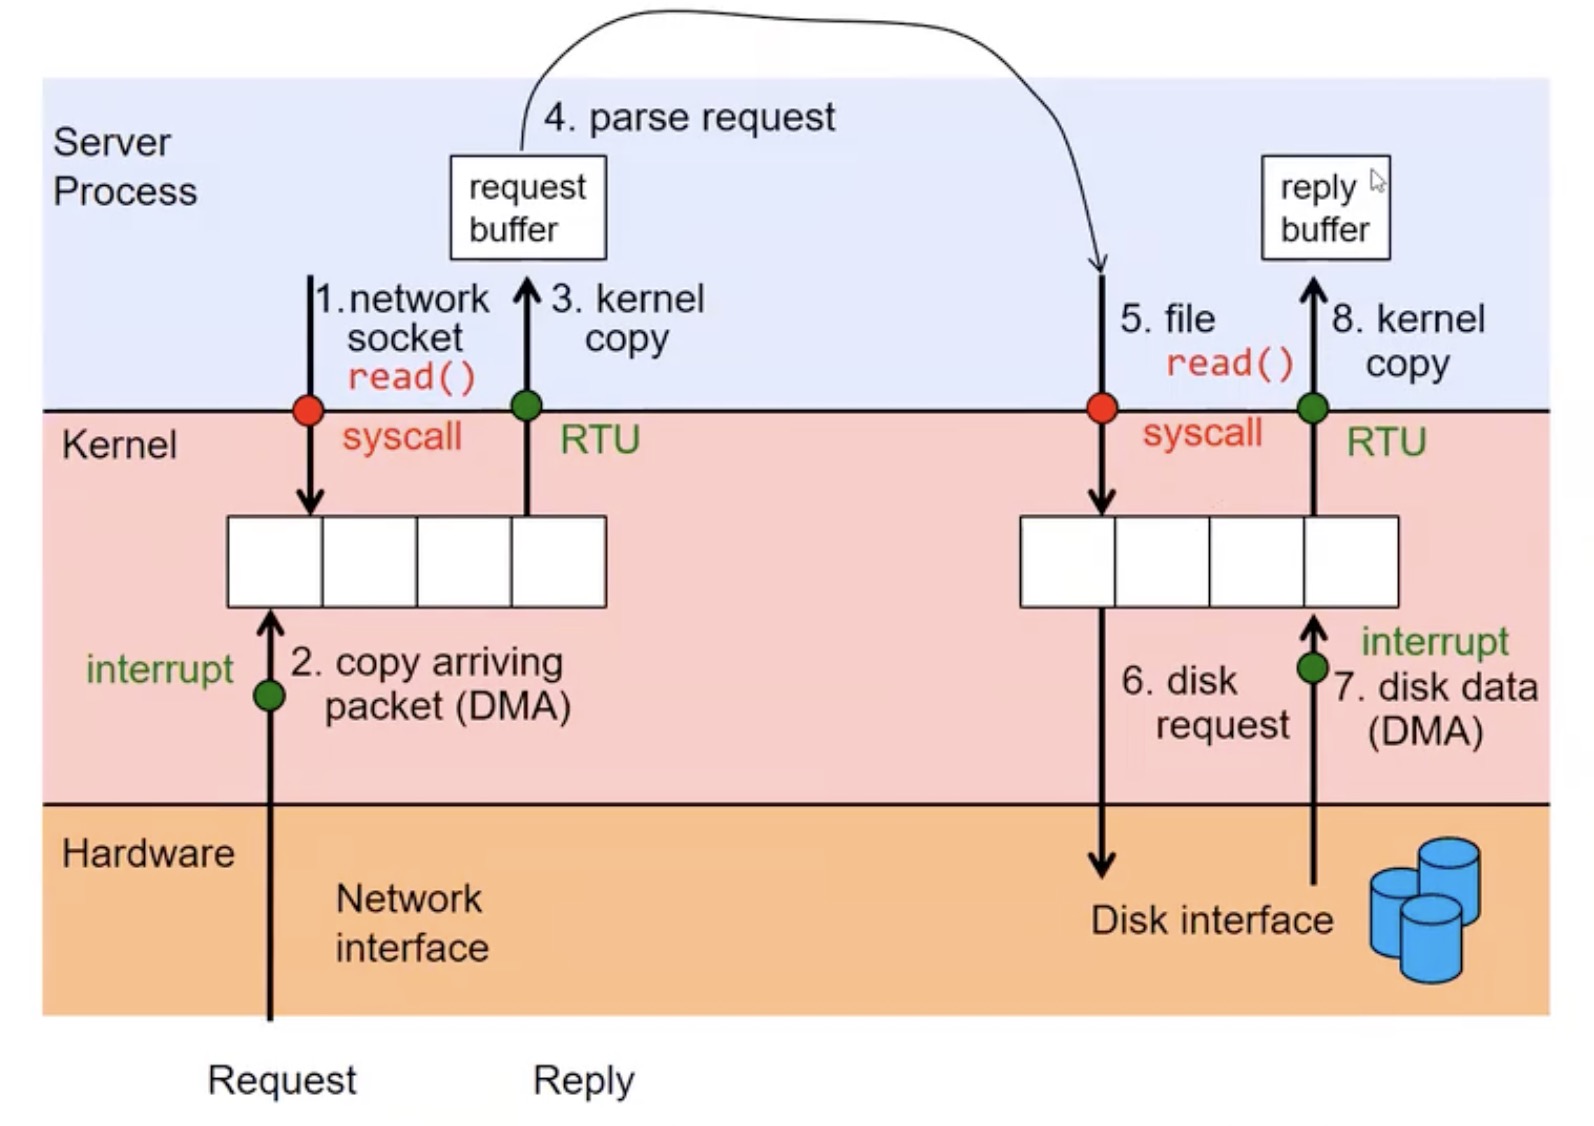 4. parse request
Server
Process
request
buffer
reply
buffer
1.network
socket
read()
3. kernel
copy
5. file
read()
8. kernel
copy
Kernel
syscall
RTU
syscall
RTU
interrupt
2. copy arriving
packet (DMA)
6. disk
request
interrupt
7. disk data
(DMA)
Hardware
Network
interface
Disk interface
Request
Reply